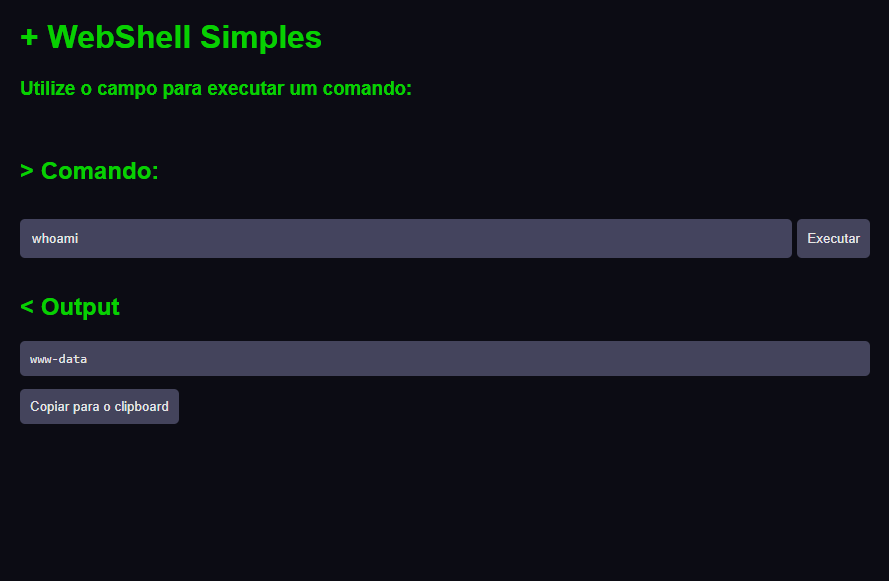 + WebShell Simples
Utilize o campo para executar um comando:
> Comando:
whoami
Executar
< Output
www-data
Copiar para o clipboard